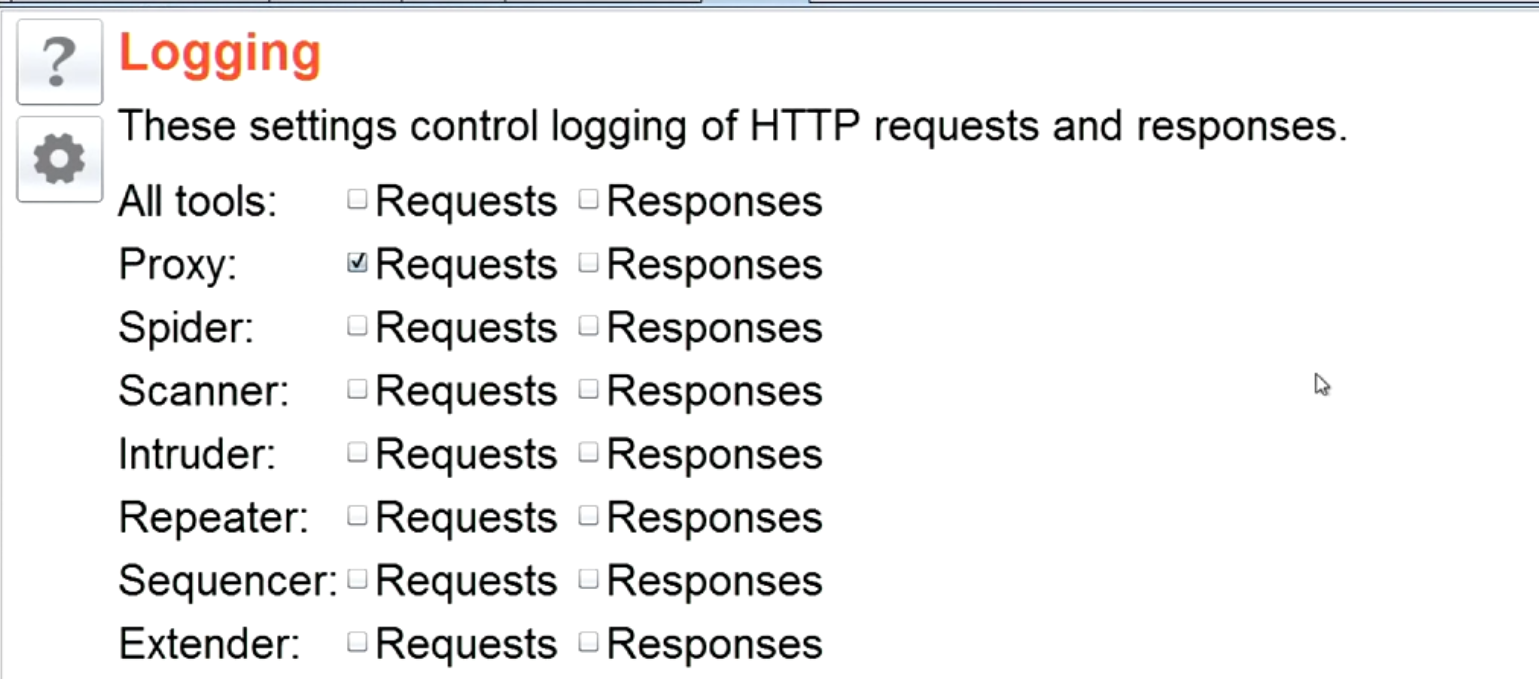 Logging
These settings control logging of HTTP requests and responses.
All tools: Requests Responses
Proxy: Requests Responses
Spider: Requests Responses
Scanner: Requests Responses
Intruder: Requests Responses
Repeater: Requests Responses
Sequencer: Requests Responses
Extender: Requests Responses